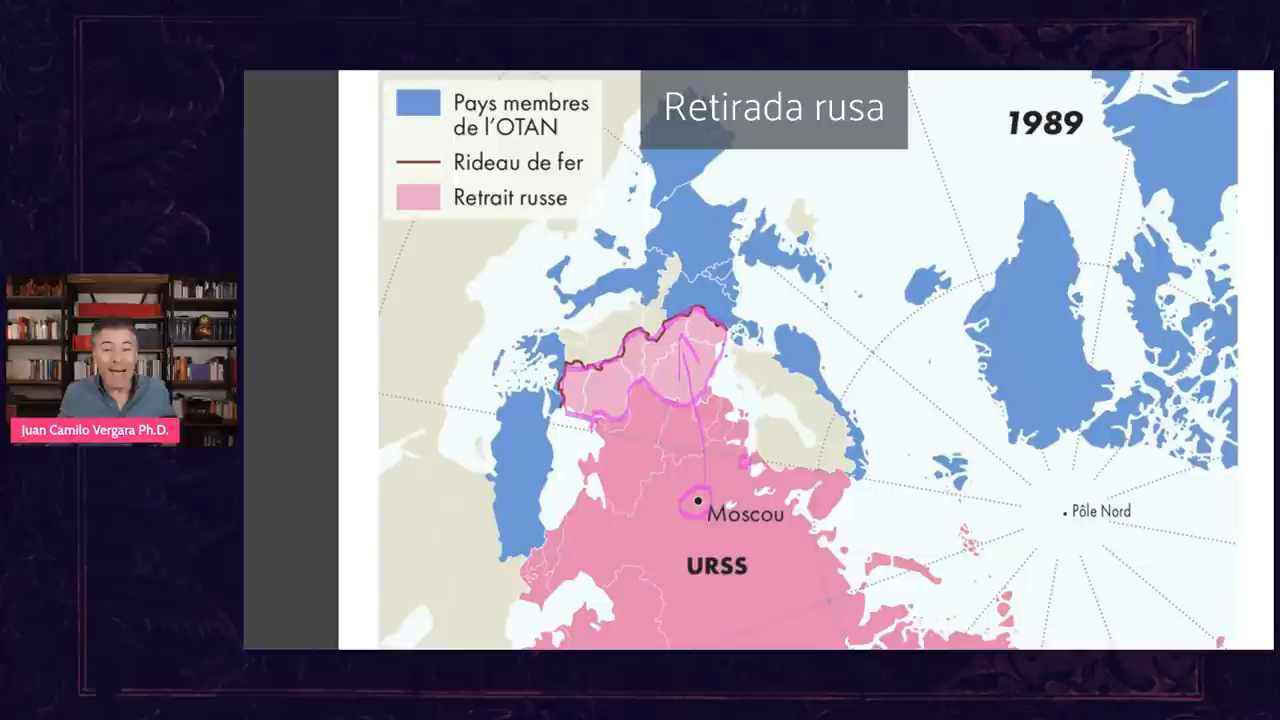 Pays membres
de l'OTAN
Rideau de fer
Retrait russe
Retirada rusa
1989
Juan Camilo Vergara Ph.D.
Moscou
Pôle Nord
URSS